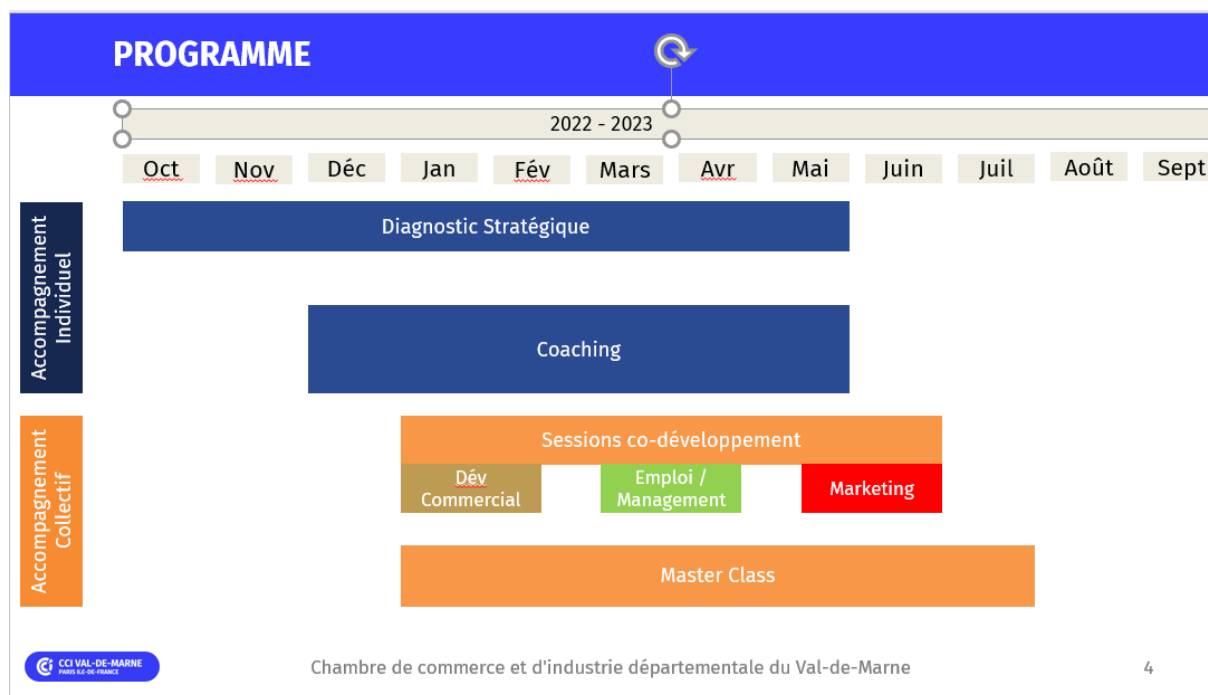 PROGRAMME
2022 - 2023
Oct Nov Déc Jan Fév Mars Avr Mai Juin Juil Août Sept
Accompagnement
Individuel
Diagnostic Stratégique
Coaching
Accompagnement
Collectif
Sessions co-développement
Dév
Commercial
Emploi /
Management
Marketing
Master Class
CCI VAL-DE-MARNE
PARIS ILE-DE-FRANCE
Chambre de commerce et d'industrie départementale du Val-de-Marne
4